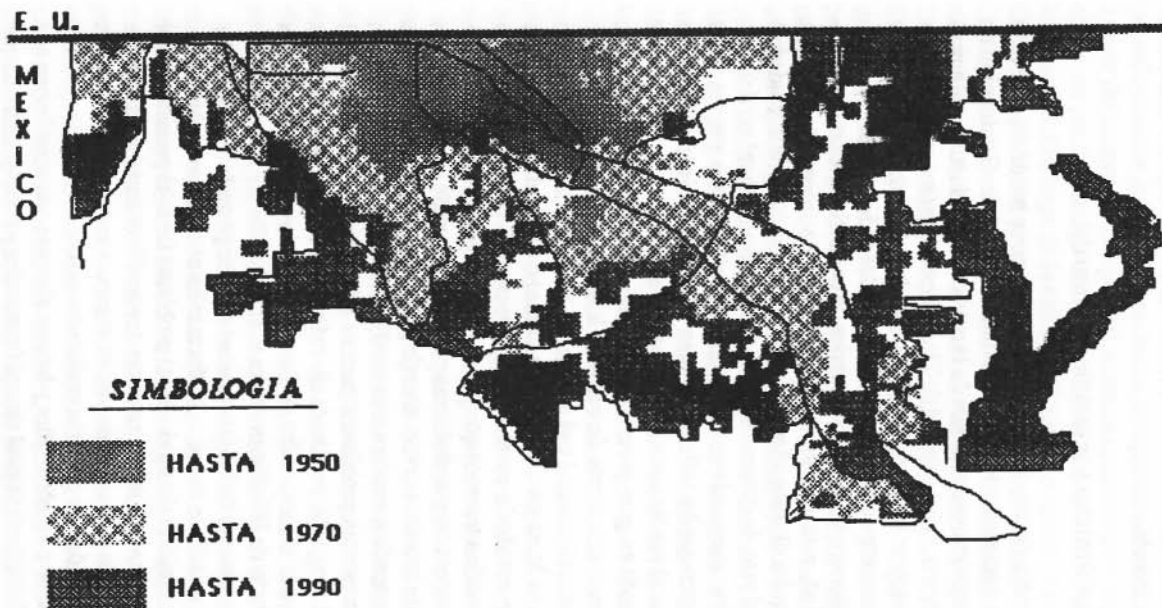 E. U.
MEXICO
SIMBOLOGIA
HASTA 1950
HASTA 1970
HASTA 1990